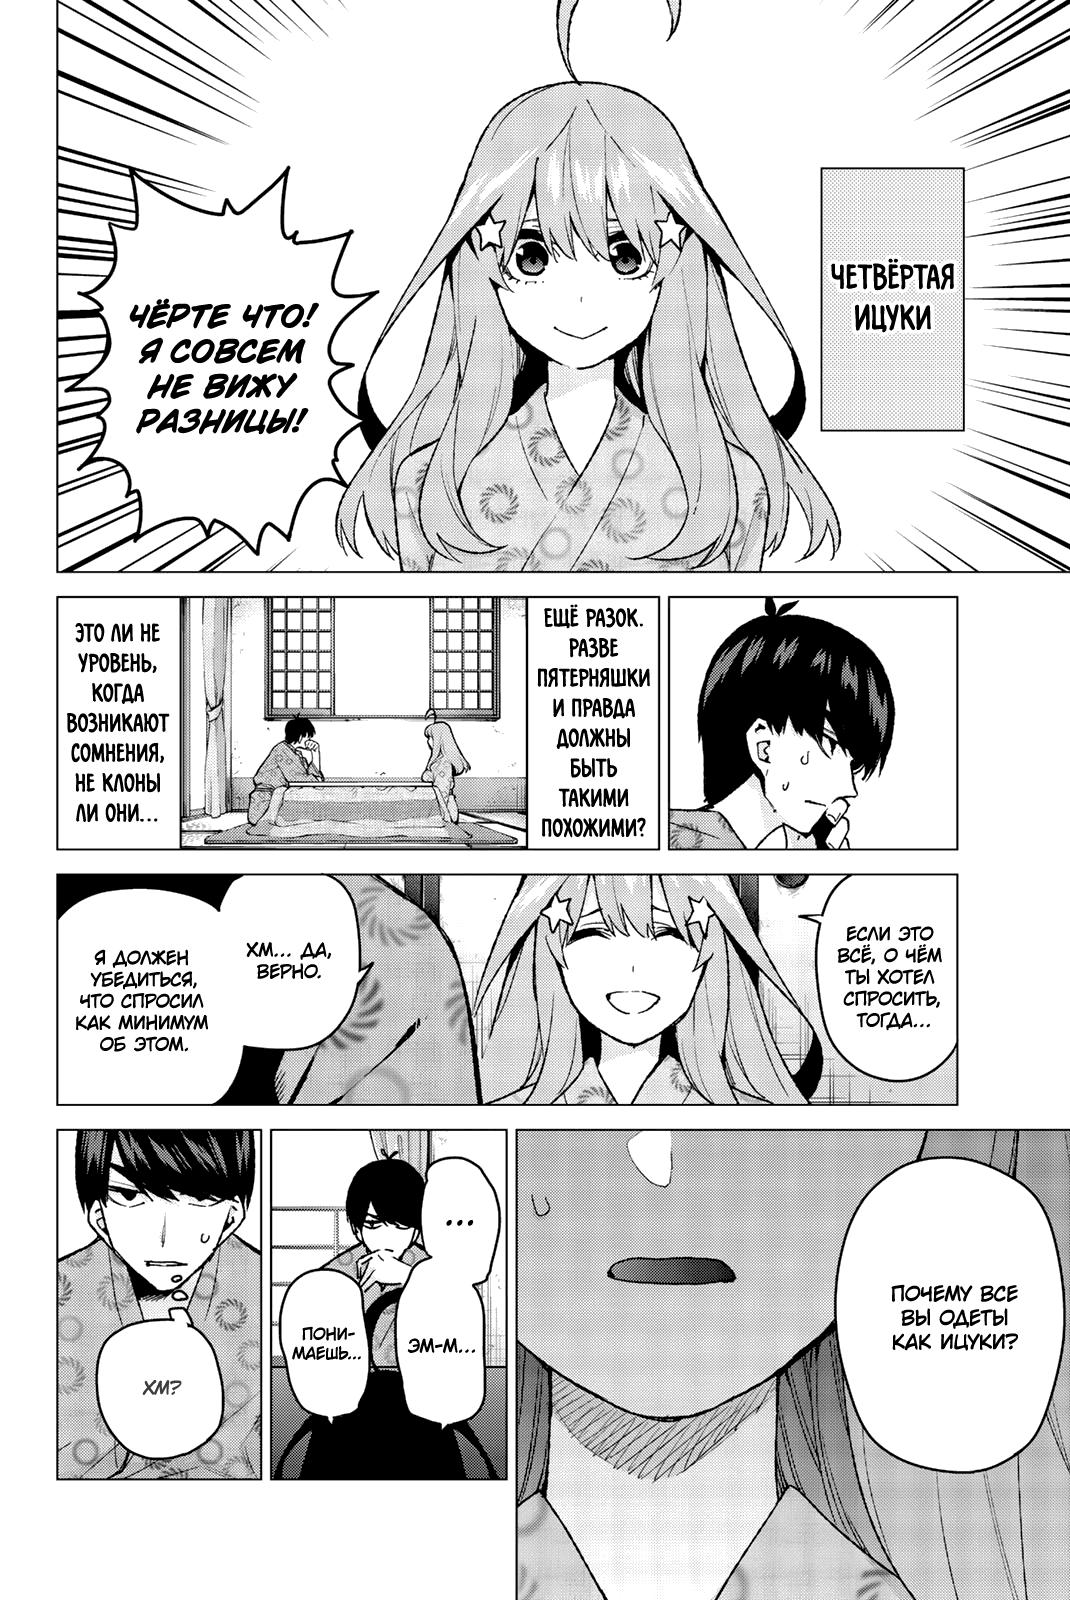 ЧЕТВЁРТАЯ
ИЦУКИ
ЧЁРТЕ ЧТО!
Я СОВСЕМ
НЕ ВИЖУ
РАЗНИЦЫ!
ЕЩЁ РАЗОК.
РАЗВЕ
ПЯТЕРНЯШКИ
И ПРАВДА
ДОЛЖНЫ
БЫТЬ
ТАКИМИ
ПОХОЖИМИ?
ЭТО ЛИ НЕ
УРОВЕНЬ,
КОГДА
ВОЗНИКАЮТ
СОМНЕНИЯ,
НЕ КЛОНЫ
ЛИ ОНИ...
ЕСЛИ ЭТО
ВСЁ, О ЧЁМ
ТЫ ХОТЕЛ
СПРОСИТЬ,
ТОГДА...
ХМ... ДА,
ВЕРНО.
Я ДОЛЖЕН
УБЕДИТЬСЯ,
ЧТО СПРОСИЛ
КАК МИНИМУМ
ОБ ЭТОМ.
ПОЧЕМУ ВСЕ
ВЫ ОДЕТЫ
КАК ИЦУКИ?
...
ЭМ-М...
ПОНИ-
МАЕШЬ...
ХМ?